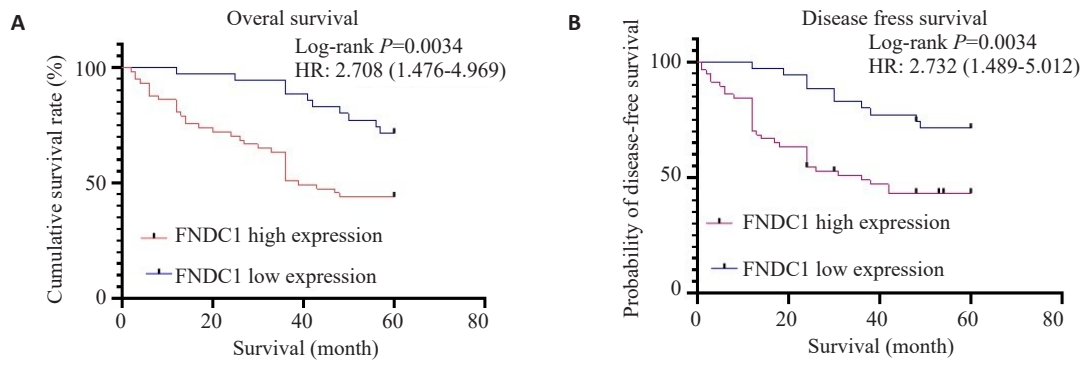 A
Overal survival
Log-rank P=0.0034
HR: 2.708 (1.476-4.969)
Cumulative survival rate (%)
100
50
0
FNDC1 high expression
FNDC1 low expression
0 20 40 60 80
Survival (month)
B
Disease fress survival
Log-rank P=0.0034
HR: 2.732 (1.489-5.012)
Probability of disease-free survival
100
50
0
FNDC1 high expression
FNDC1 low expression
0 20 40 60 80
Survival (month)